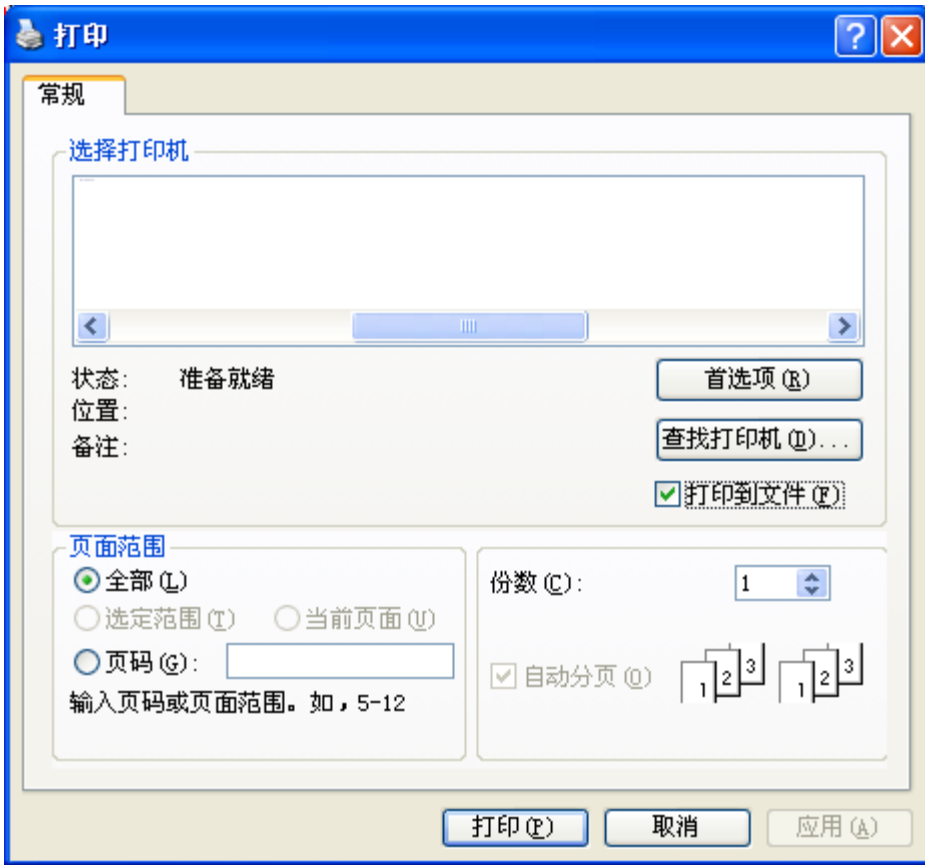 打印
常规
选择打印机
状态: 准备就绪
位置:
备注:
首选项(R)
查找打印机(D)...
打印到文件(F)
页面范围
全部(L)
选定范围(T) 当前页面(U)
页码(G):
输入页码或页面范围。如，5-12
份数(C): 1
自动分页(O)
1 2 3 1 2 3
打印(P) 取消 应用(A)